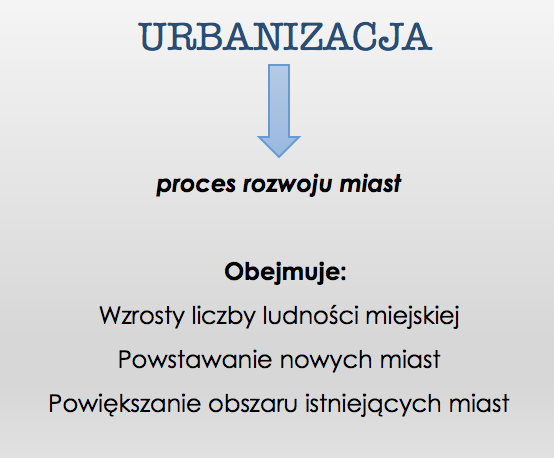 URBANIZACJA
proces rozwoju miast
Obejmuje:
Wzrosty liczby ludności miejskiej
Powstawanie nowych miast
Powiększanie obszaru istniejących miast